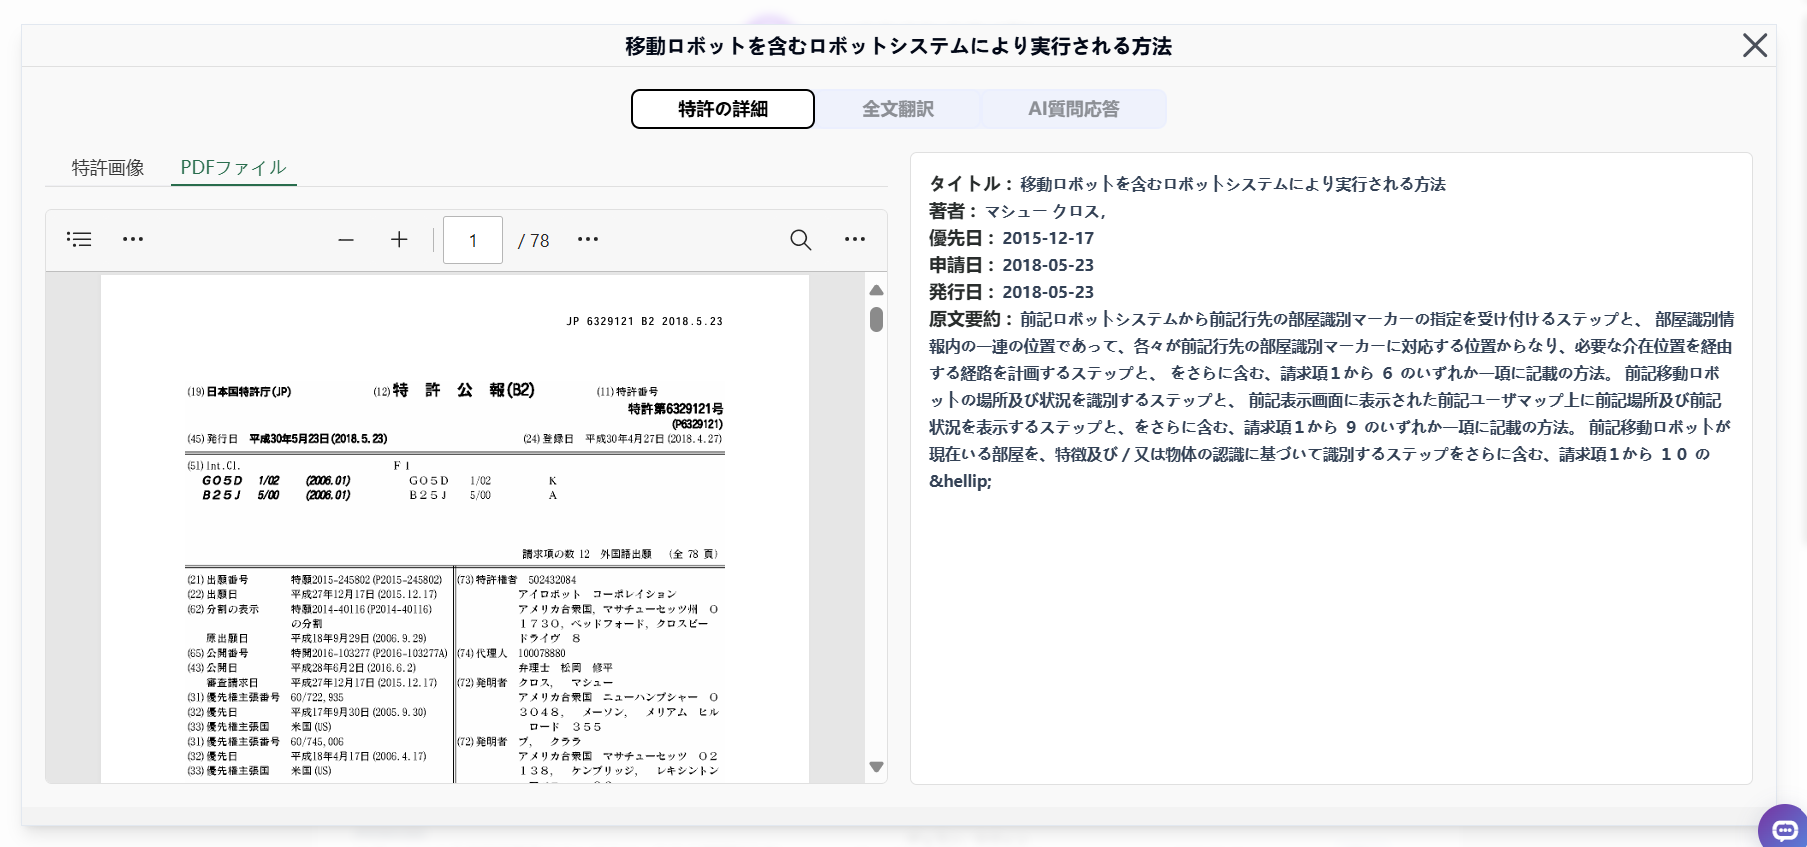 移動ロボットを含むロボットシステムにより実行される方法
特許の詳細
全文翻訳
AI質問応答
特許画像
PDFファイル
1
/ 78
JP 6329121 B2 2018.5.23
(19)日本国特許庁(JP)
(12)特 許 公 報(B2)
(11)特許番号
特許第6329121号
(P6329121)
(45)発行日 平成30年5月23日(2018.5.23)
(24)登録日 平成30年4月27日(2018.4.27)
(51)Int.Cl. F I
G05D 1/02 (2006.01) G05D 1/02 K
B25J 5/00 (2006.01) B25J 5/00 A
請求項の数 12 外国語出願 (全 78 頁)
(21)出願番号 特願2015-245802(P2015-245802)
(22)出願日 平成27年12月17日(2015.12.17)
(62)分割の表示 特願2014-40116(P2014-40116)
の分割
原出願日 平成18年9月29日(2006.9.29)
(65)公開番号 特開2016-103277(P2016-103277A)
(43)公開日 平成28年6月2日(2016.6.2)
審査請求日 平成27年12月17日(2015.12.17)
(31)優先権主張番号 60/722,935
(32)優先日 平成17年9月30日(2005.9.30)
(33)優先権主張国 米国(US)
(31)優先権主張番号 60/745,006
(32)優先日 平成18年4月17日(2006.4.17)
(33)優先権主張国 米国(US)
(73)特許権者 502432084
アイロボット コーポレイション
アメリカ合衆国, マサチューセッツ州 0
1730, ベッドフォード, クロスビー
ドライヴ 8
(74)代理人 100078880
弁理士 松岡 修平
(72)発明者 クロス, マシュー
アメリカ合衆国 ニューハンプシャー 0
3048, メーソン, メリアム ヒル
ロード 355
(72)発明者 ブ, クララ
アメリカ合衆国 マサチューセッツ 02
138, ケンブリッジ, レキシントン
タイトル： 移動ロボットを含むロボットシステムにより実行される方法
著者： マシュー クロス,
優先日： 2015-12-17
申請日： 2018-05-23
発行日： 2018-05-23
原文要約： 前記ロボットシステムから前記行先の部屋識別マーカーの指定を受け付けるステップと、 部屋識別情
報内の一連の位置であって、各々が前記行先の部屋識別マーカーに対応する位置からなり、必要な介在位置を経由
する経路を計画するステップと、 をさらに含む、請求項１から ６ のいずれか一項に記載の方法。 前記移動ロボ
ットの場所及び状況を識別するステップと、 前記表示画面に表示された前記ユーザマップ上に前記場所及び前記
状況を表示するステップと、をさらに含む、請求項１から ９ のいずれか一項に記載の方法。 前記移動ロボットが
現在いる部屋を、特徴及び／又は物体の認識に基づいて識別するステップをさらに含む、請求項１から １０ の
&hellip;